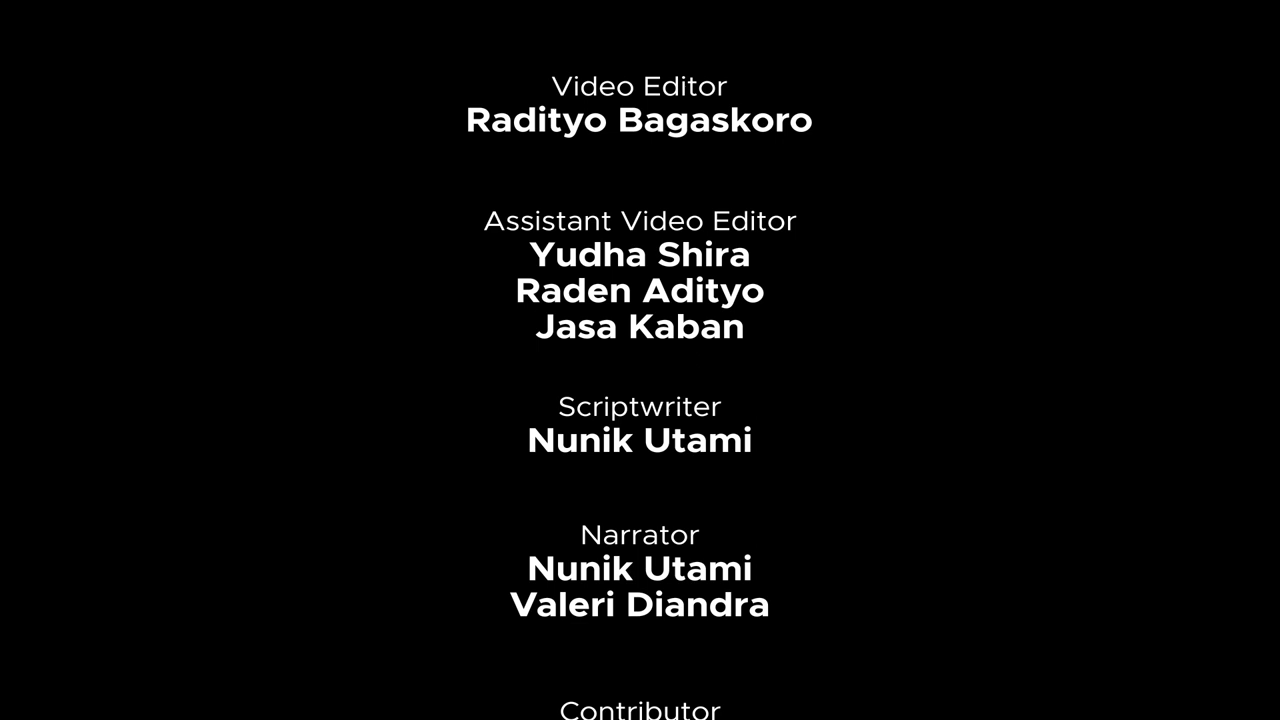 Video Editor
Radityo Bagaskoro
Assistant Video Editor
Yudha Shira
Raden Adityo
Jasa Kaban
Scriptwriter
Nunik Utami
Narrator
Nunik Utami
Valeri Diandra
Contributor